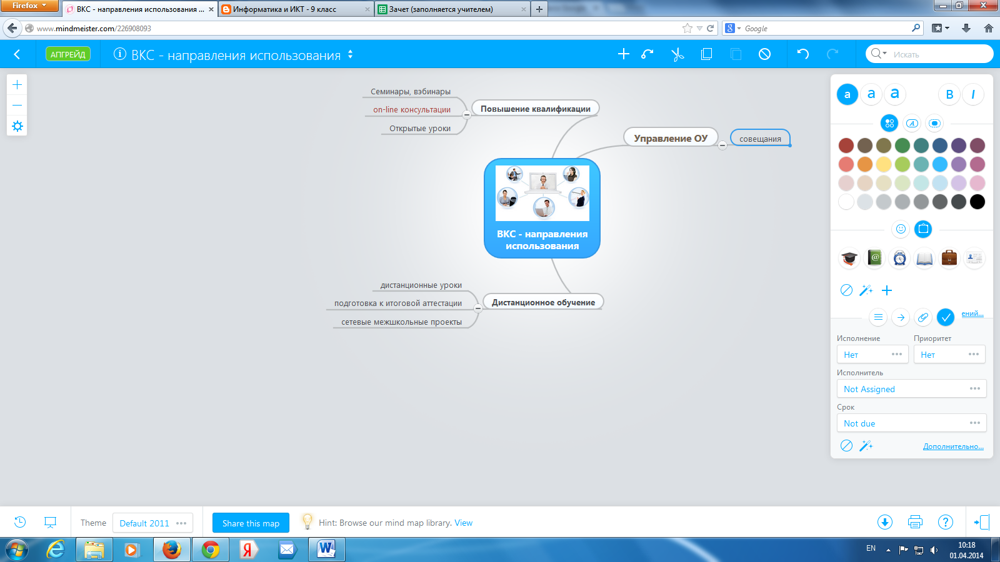 Firefox
ВКС - направления использования ...
Информатика и ИКТ - 9 класс
Зачет (заполняется учителем)
www.mindmeister.com/226908093
Google
АПГРЕЙД
ВКС - направления использования
Искать
Семинары, вэбинары
on-line консультации
Открытые уроки
Повышение квалификации
Управление ОУ
совещания
ВКС - направления
использования
дистанционные уроки
подготовка к итоговой аттестации
сетевые межшкольные проекты
Дистанционное обучение
a a a B I
A
ений...
Исполнение Приоритет
Нет Нет
Исполнитель
Not Assigned
Срок
Not due
Дополнительно...
Theme Default 2011
Share this map
Hint: Browse our mind map library. View
EN
10:18
01.04.2014